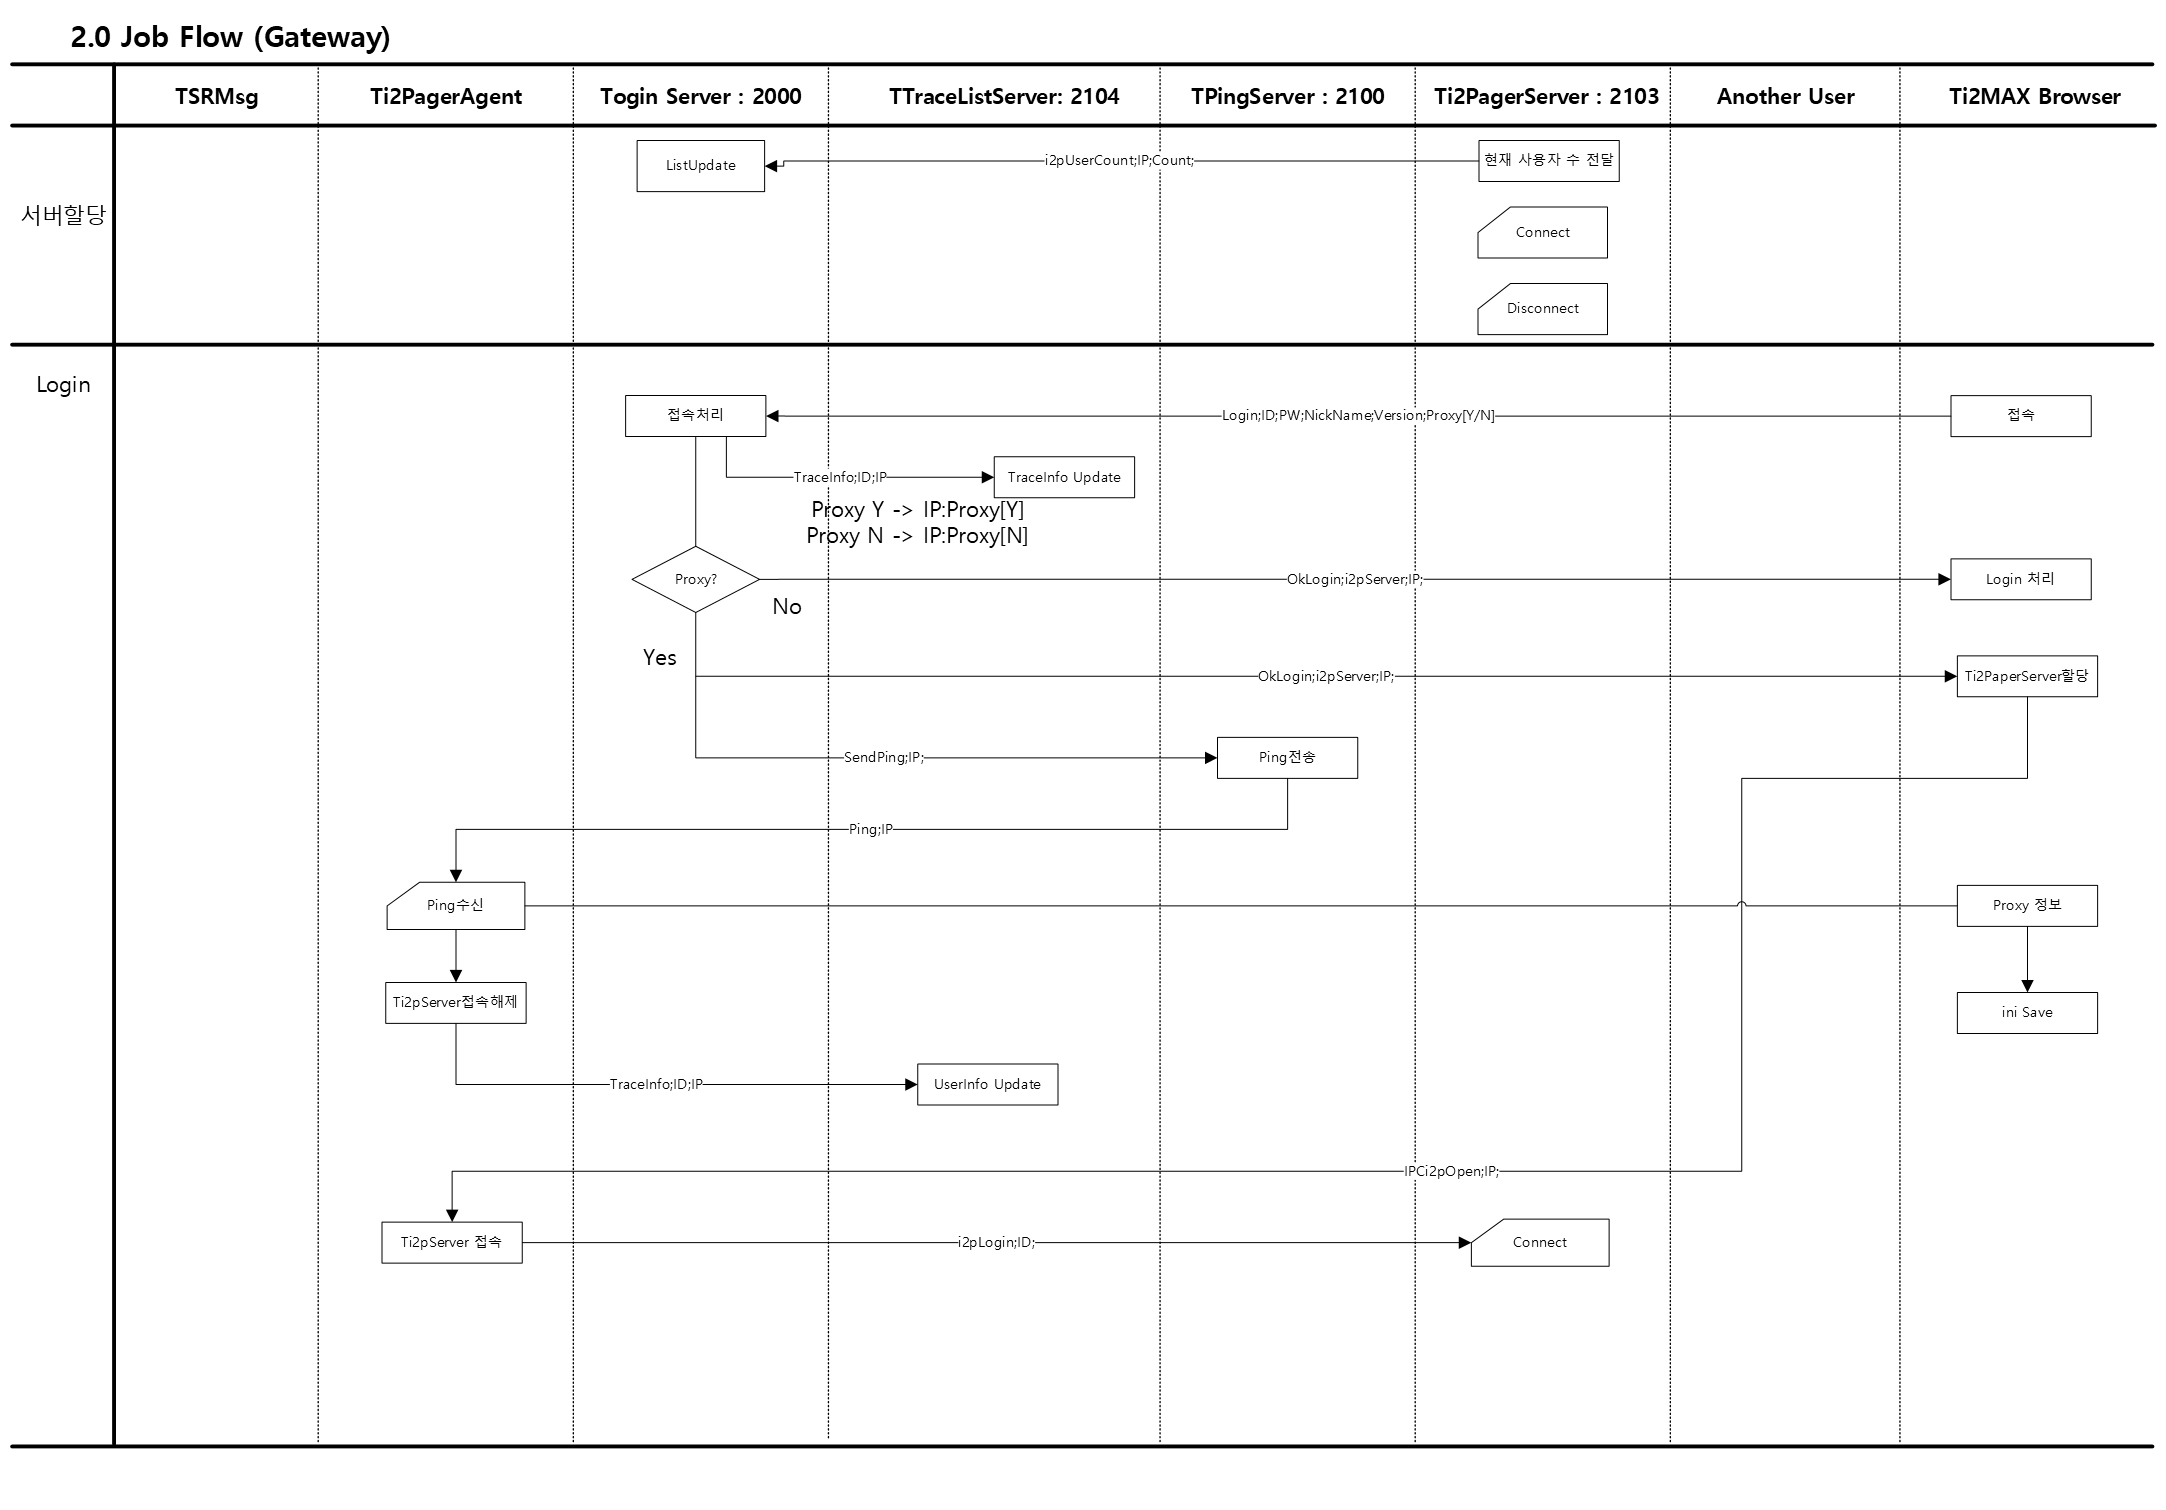 2.0 Job Flow (Gateway)
TSRMsg
Ti2PagerAgent
Togin Server : 2000
TTraceListServer: 2104
TPingServer : 2100
Ti2PagerServer : 2103
Another User
Ti2MAX Browser
서버할당
ListUpdate
i2pUserCount;IP;Count;
현재 사용자 수 전달
Connect
Disconnect
Login
접속처리
Login;ID;PW;NickName;Version;Proxy[Y/N]
접속
TraceInfo;ID;IP
TraceInfo Update
Proxy Y -> IP:Proxy[Y]
Proxy N -> IP:Proxy[N]
Proxy?
OkLogin;i2pServer;IP;
Login 처리
No
Yes
OkLogin;i2pServer;IP;
Ti2PaperServer할당
SendPing;IP;
Ping전송
Ping;IP
Ping수신
Proxy 정보
Ti2pServer접속해제
ini Save
TraceInfo;ID;IP
UserInfo Update
IPCi2pOpen;IP;
Ti2pServer 접속
i2pLogin;ID;
Connect